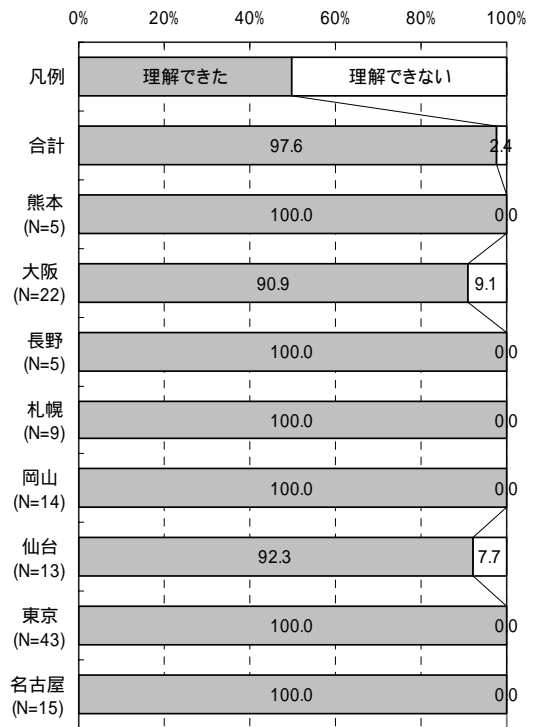 0% 20% 40% 60% 80% 100%
凡例 理解できた 理解できない
合計 97.6 2.4
熊本
(N=5)
100.0 0.0
大阪
(N=22)
90.9 9.1
長野
(N=5)
100.0 0.0
札幌
(N=9)
100.0 0.0
岡山
(N=14)
100.0 0.0
仙台
(N=13)
92.3 7.7
東京
(N=43)
100.0 0.0
名古屋
(N=15)
100.0 0.0